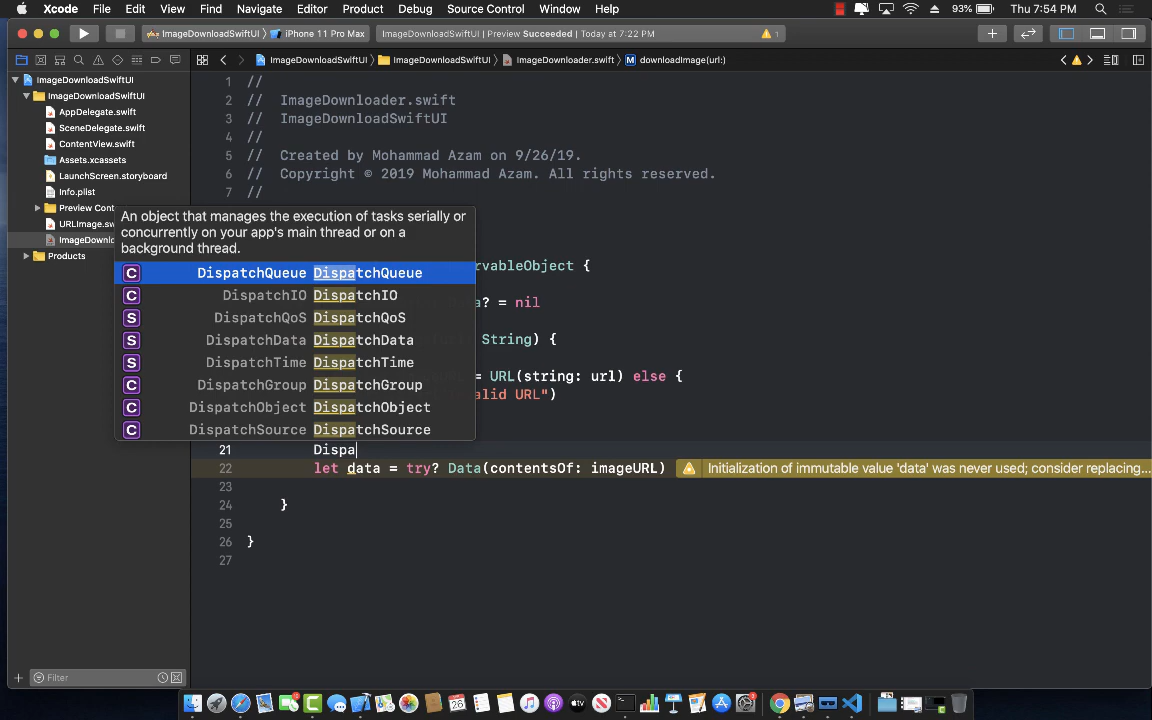 Xcode File Edit View Find Navigate Editor Product Debug Source Control Window Help 93% Thu 7:54 PM
ImageDownloadSwiftUI iPhone 11 Pro Max ImageDownloadSwiftUI | Preview Succeeded | Today at 7:22 PM 1
ImageDownloadSwiftUI ImageDownloadSwiftUI ImageDownloader.swift M downloadImage(url:)
ImageDownloadSwiftUI
ImageDownloadSwiftUI
AppDelegate.swift
SceneDelegate.swift
ContentView.swift
Assets.xcassets
LaunchScreen.storyboard
Info.plist
Preview Cont
URLImage.sw
ImageDownlo
Products
1 //
2 // ImageDownloader.swift
3 // ImageDownloadSwiftUI
4 //
5 // Created by Mohammad Azam on 9/26/19.
6 // Copyright © 2019 Mohammad Azam. All rights reserved.
7 //
An object that manages the execution of tasks serially or
concurrently on your app's main thread or on a
background thread.
C DispatchQueue DispatchQueue
C DispatchIO DispatchIO
S DispatchQoS DispatchQoS
S DispatchData DispatchData
S DispatchTime DispatchTime
C DispatchGroup DispatchGroup
C DispatchObject DispatchObject
C DispatchSource DispatchSource
rvableObject {
a? = nil
String) {
= URL(string: url) else {
alid URL")
21 Dispa
22 let data = try? Data(contentsOf: imageURL) Initialization of immutable value 'data' was never used; consider replacing...
23
24 }
25
26 }
27
Filter